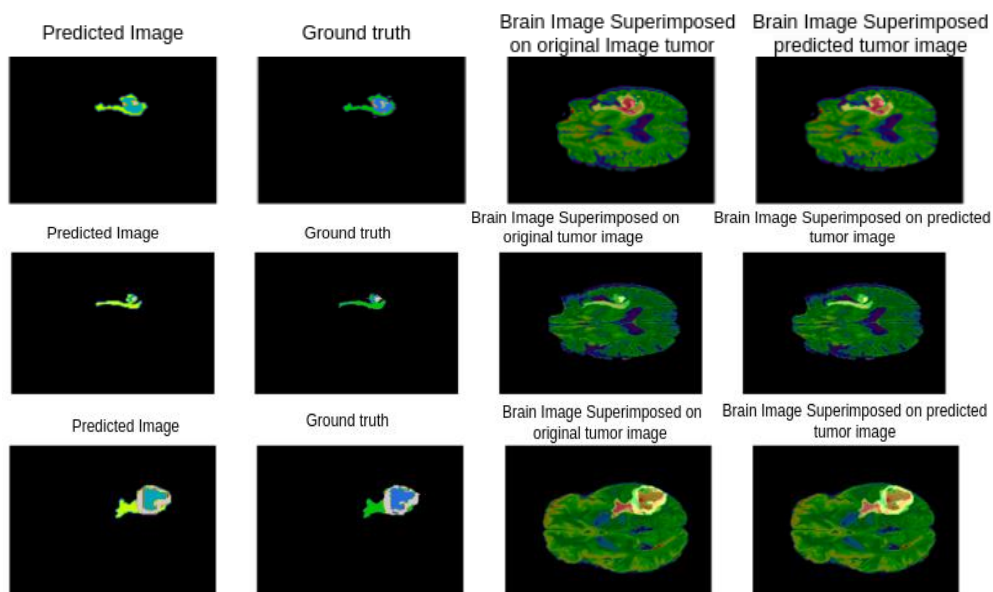 Predicted Image
Ground truth
Brain Image Superimposed
on original Image tumor
Brain Image Superimposed
predicted tumor image
Predicted Image
Ground truth
Brain Image Superimposed on
original tumor image
Brain Image Superimposed on predicted
tumor image
Predicted Image
Ground truth
Brain Image Superimposed on
original tumor image
Brain Image Superimposed on predicted
tumor image